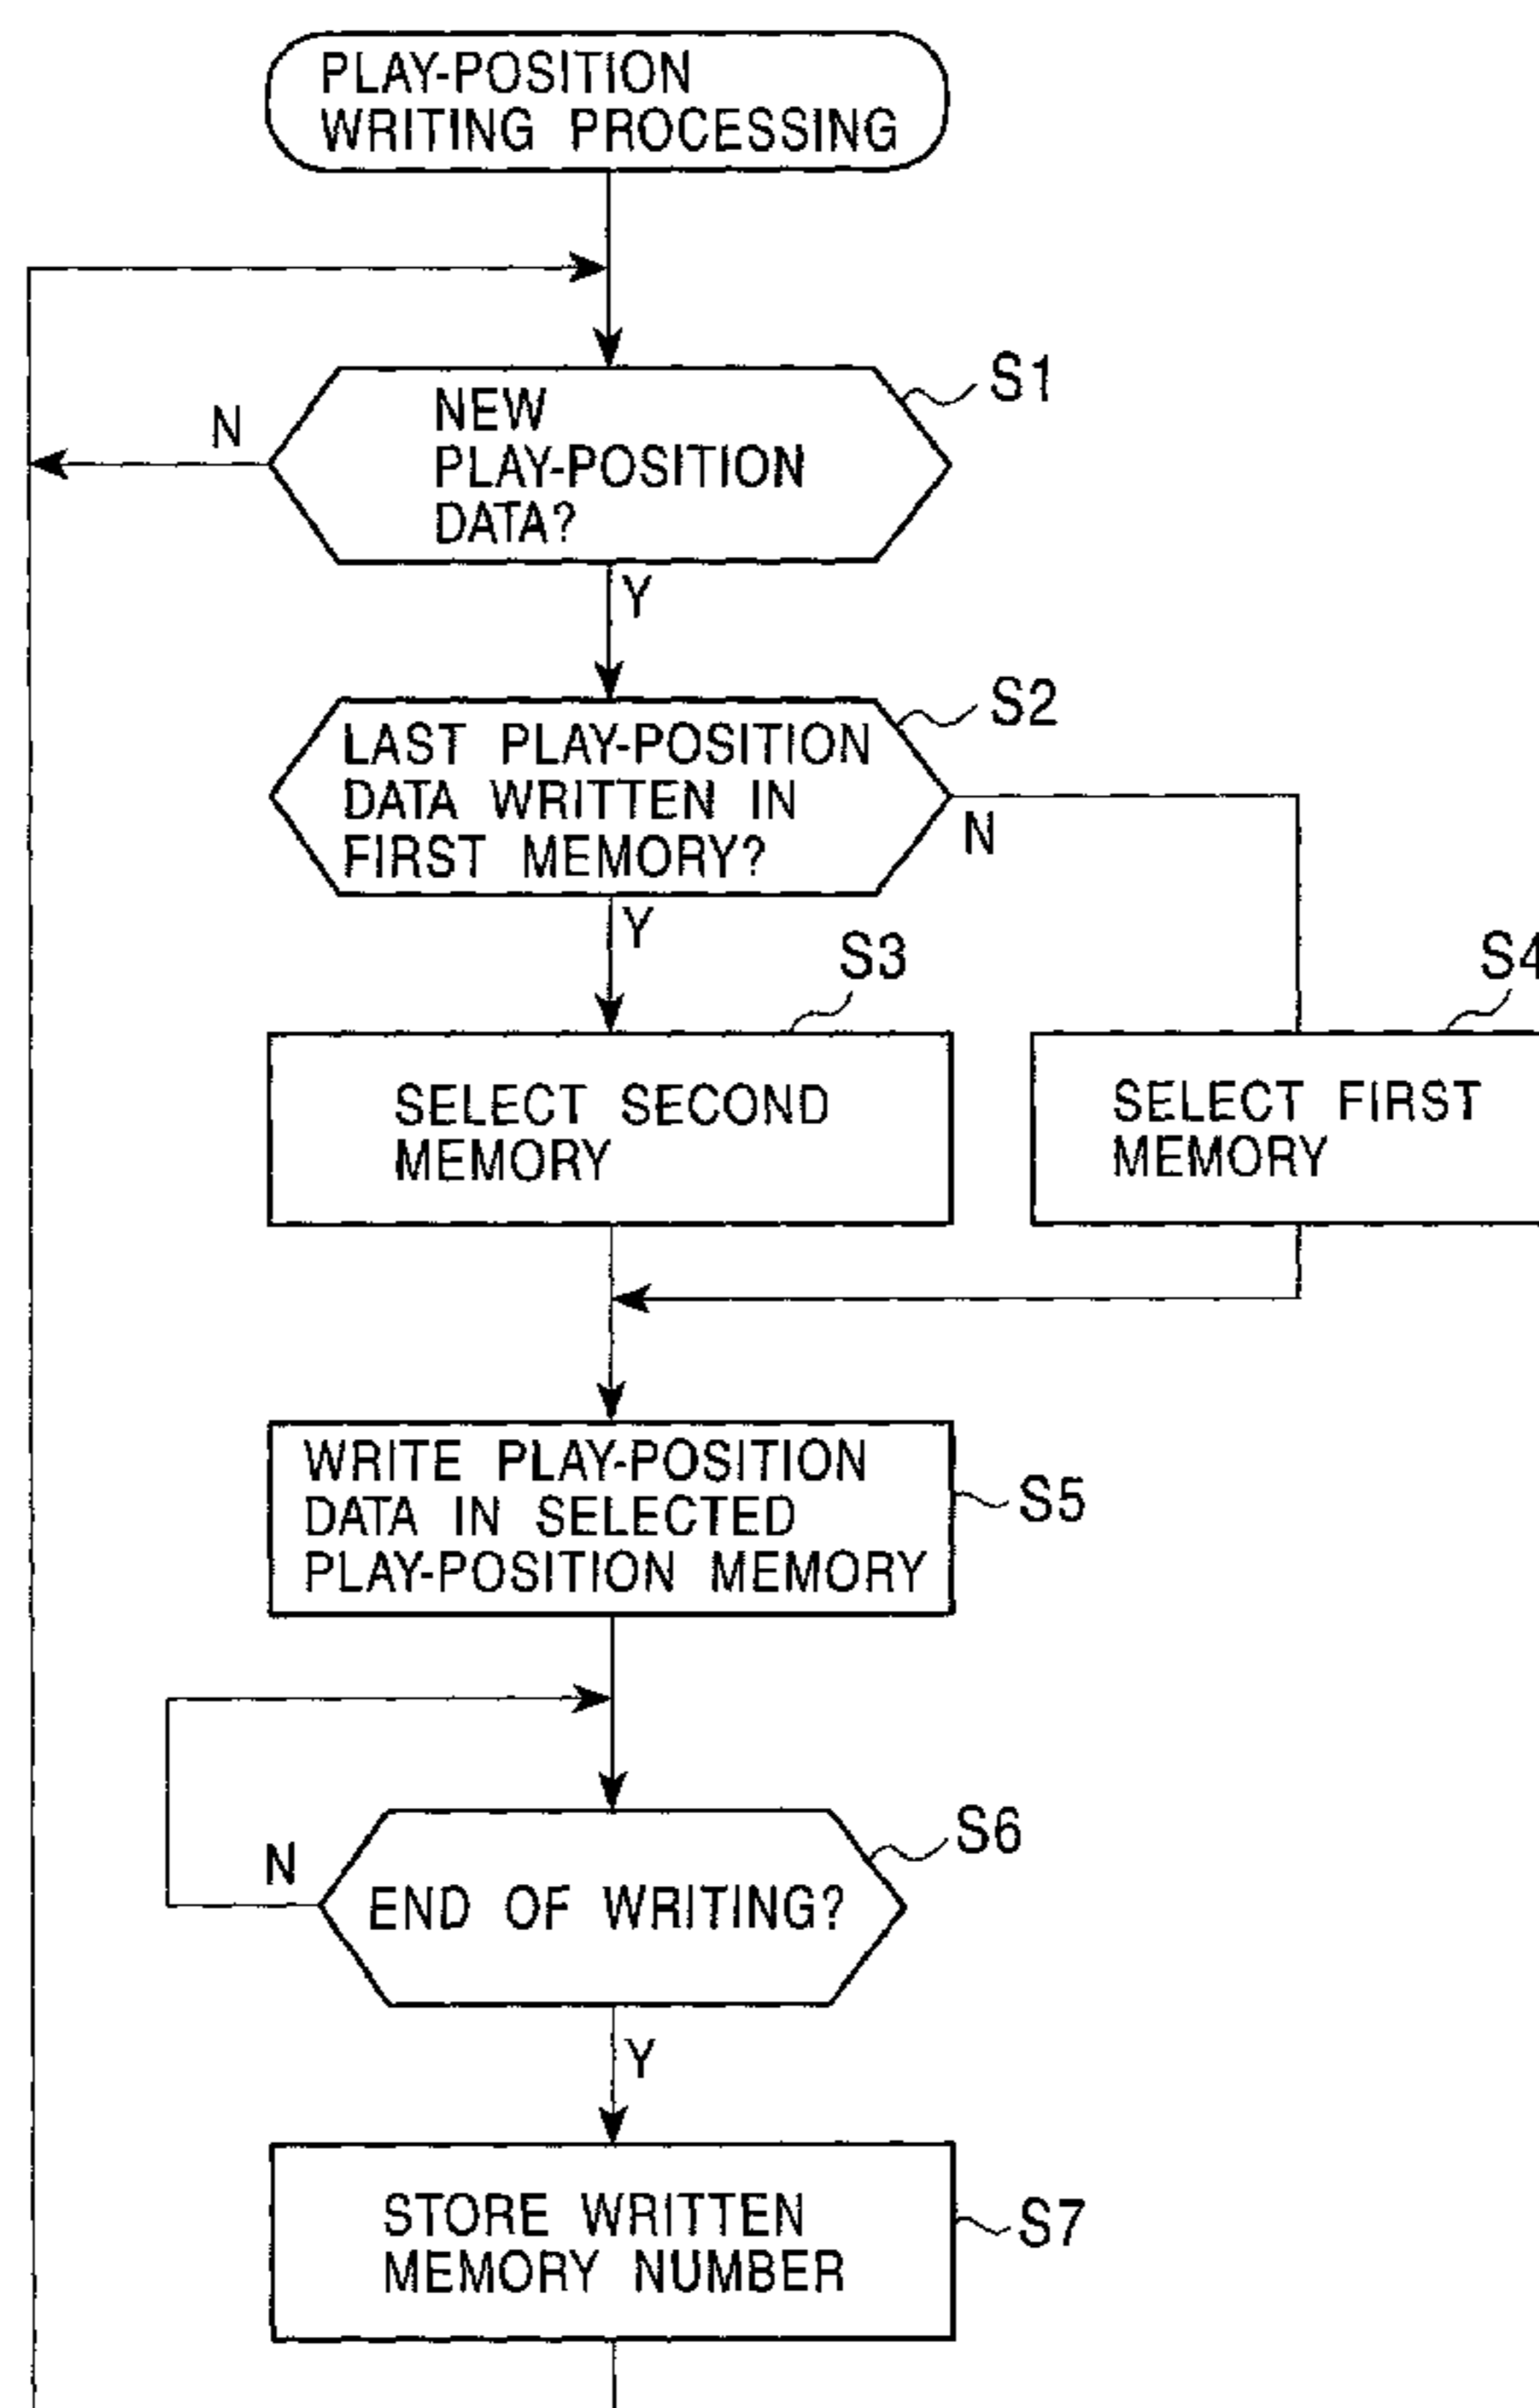 PLAY-POSITION
WRITING PROCESSING
S1
N
NEW
PLAY-POSITION
DATA?
Y
S2
LAST PLAY-POSITION
DATA WRITTEN IN
FIRST MEMORY?
N
Y
S3
S4
SELECT SECOND
MEMORY
SELECT FIRST
MEMORY
WRITE PLAY-POSITION
DATA IN SELECTED
PLAY-POSITION MEMORY
S5
S6
N
END OF WRITING?
Y
STORE WRITTEN
MEMORY NUMBER
S7